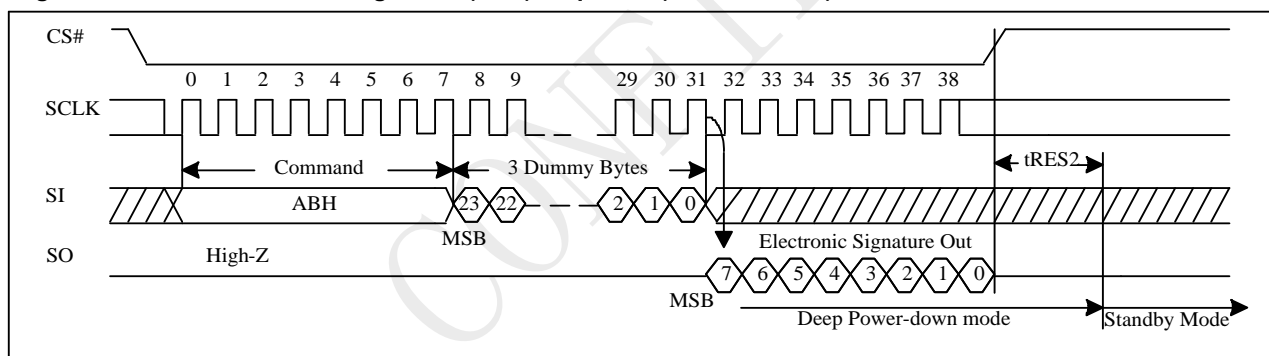 CS#
0 1 2 3 4 5 6 7 8 9 29 30 31 32 33 34 35 36 37 38
SCLK
Command 3 Dummy Bytes tRES2
SI ABH 23 22 2 1 0
MSB
SO High-Z Electronic Signature Out
7 6 5 4 3 2 1 0
MSB
Deep Power-down mode Standby Mode